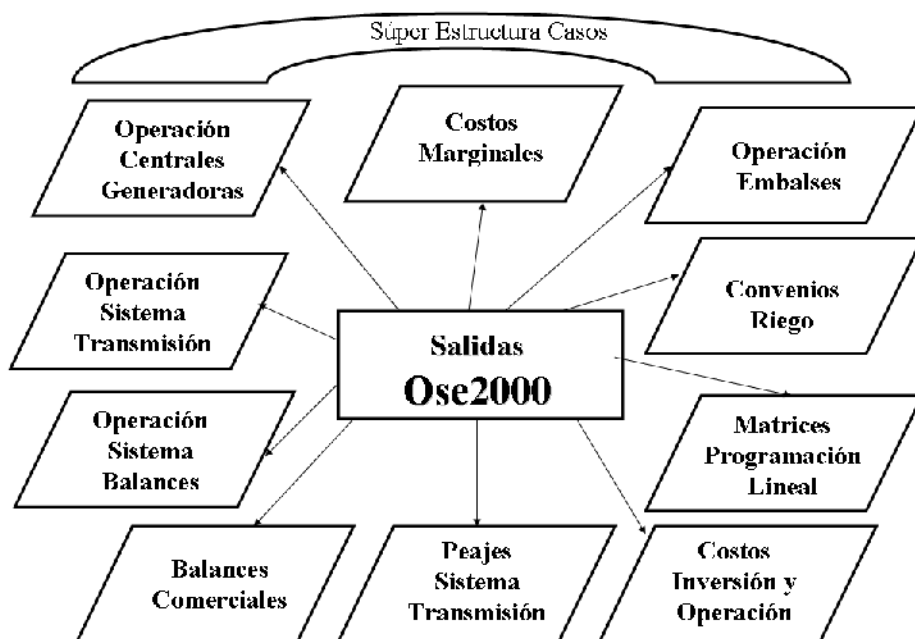 Súper Estructura Casos
Operación
Centrales
Generadoras
Costos
Marginales
Operación
Embalses
Operación
Sistema
Transmisión
Convenios
Riego
Salidas
Ose2000
Operación
Sistema
Balances
Matrices
Programación
Lineal
Balances
Comerciales
Peajes
Sistema
Transmisión
Costos
Inversión y
Operación